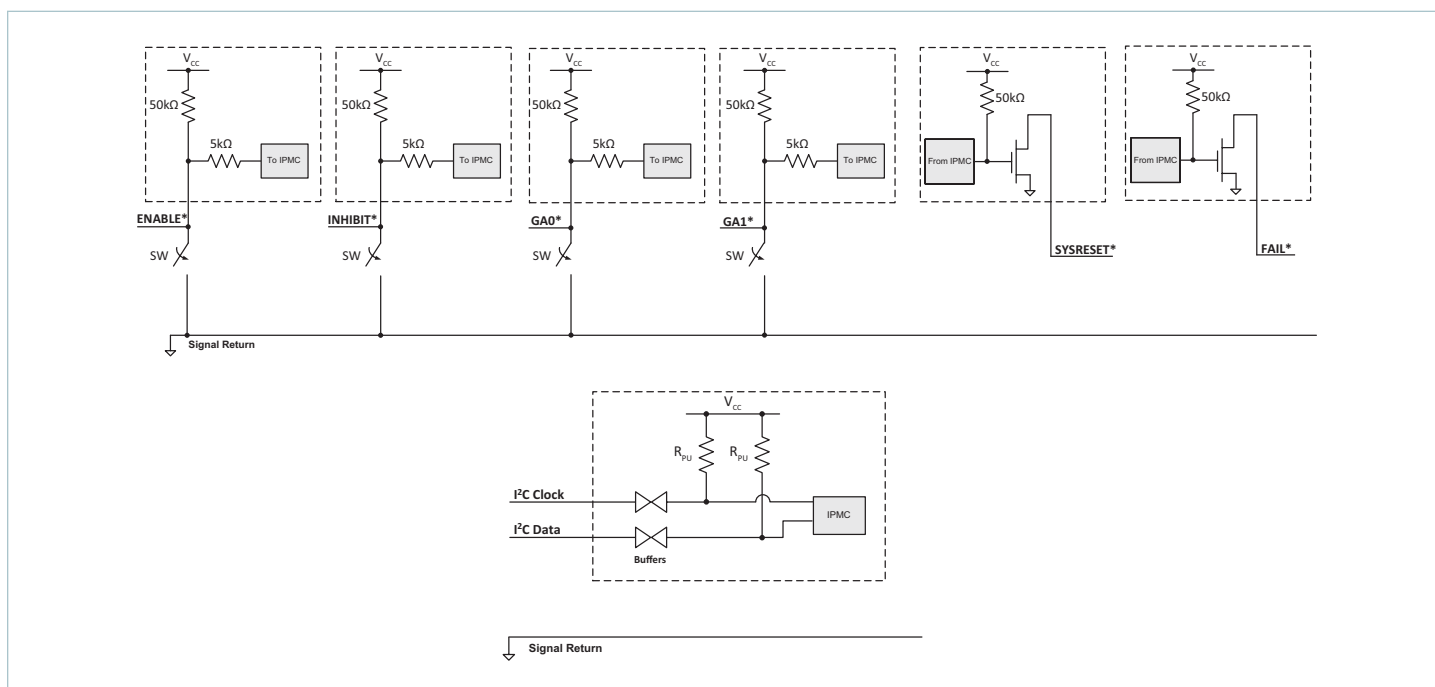 Vcc
50kΩ
5kΩ
To IPMC
ENABLE*
SW
Vcc
50kΩ
5kΩ
To IPMC
INHIBIT*
SW
Vcc
50kΩ
5kΩ
To IPMC
GA0*
SW
Vcc
50kΩ
5kΩ
To IPMC
GA1*
SW
Vcc
50kΩ
From IPMC
SYSRESET*
Vcc
50kΩ
From IPMC
FAIL*
Signal Return
Vcc
RPU RPU
I²C Clock
IPMC
I²C Data
Buffers
Signal Return